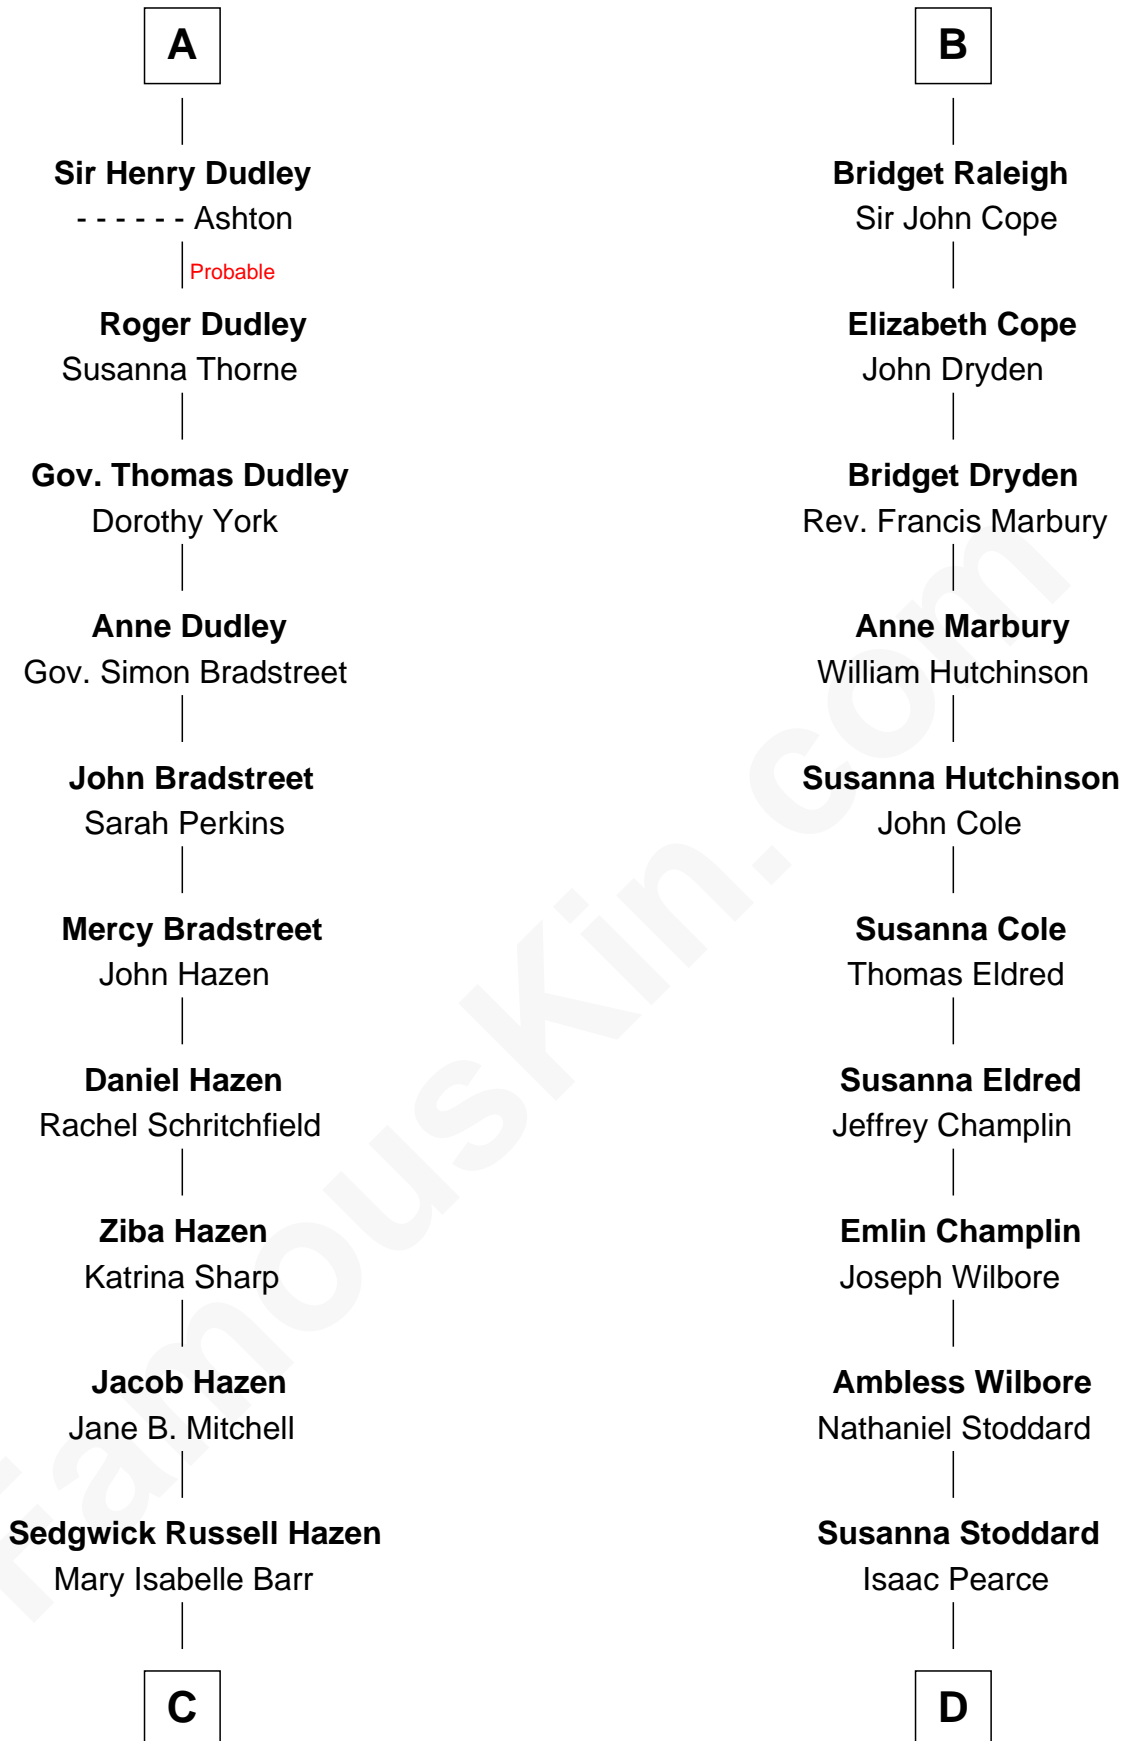 A
Sir Henry Dudley
- - - - - - Ashton
Probable
Roger Dudley
Susanna Thorne
Gov. Thomas Dudley
Dorothy York
Anne Dudley
Gov. Simon Bradstreet
John Bradstreet
Sarah Perkins
Mercy Bradstreet
John Hazen
Daniel Hazen
Rachel Schritchfield
Ziba Hazen
Katrina Sharp
Jacob Hazen
Jane B. Mitchell
Sedgwick Russell Hazen
Mary Isabelle Barr
C
B
Bridget Raleigh
Sir John Cope
Elizabeth Cope
John Dryden
Bridget Dryden
Rev. Francis Marbury
Anne Marbury
William Hutchinson
Susanna Hutchinson
John Cole
Susanna Cole
Thomas Eldred
Susanna Eldred
Jeffrey Champlin
Emlin Champlin
Joseph Wilbore
Ambless Wilbore
Nathaniel Stoddard
Susanna Stoddard
Isaac Pearce
D
FamousKin.com